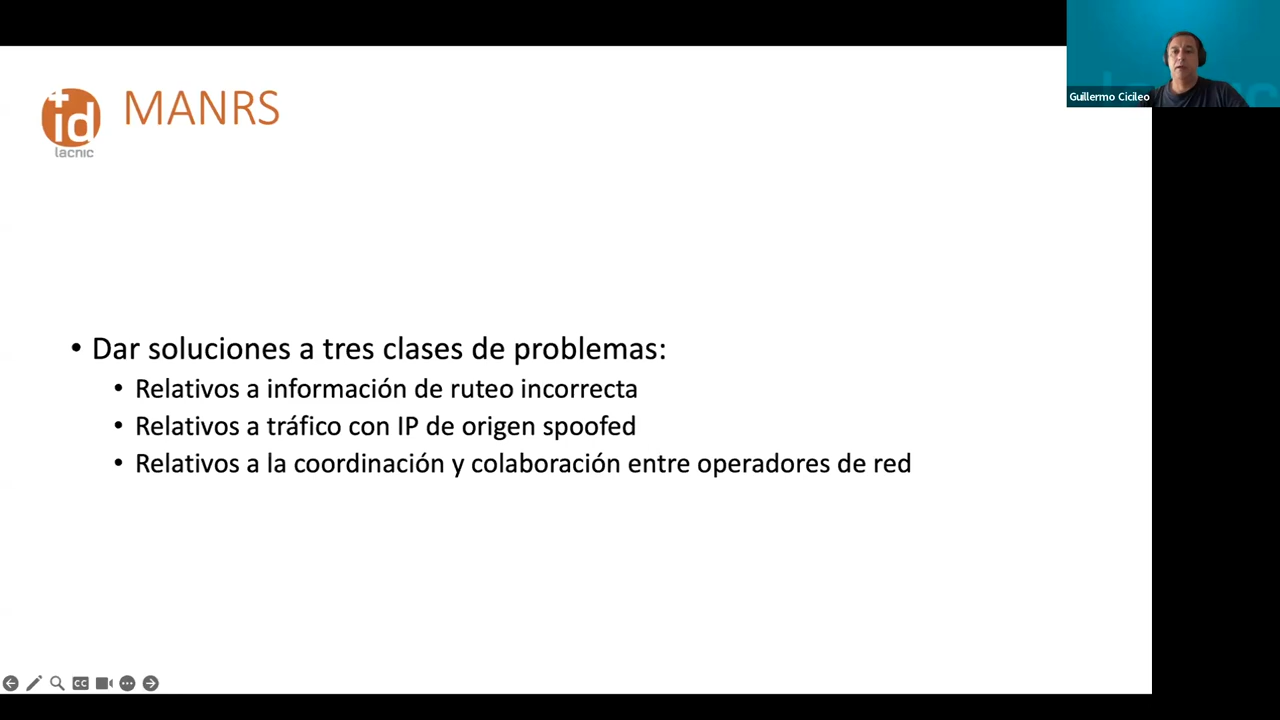 id
lacnic
MANRS
Guillermo Cicileo
• Dar soluciones a tres clases de problemas:
• Relativos a información de ruteo incorrecta
• Relativos a tráfico con IP de origen spoofed
• Relativos a la coordinación y colaboración entre operadores de red
CC